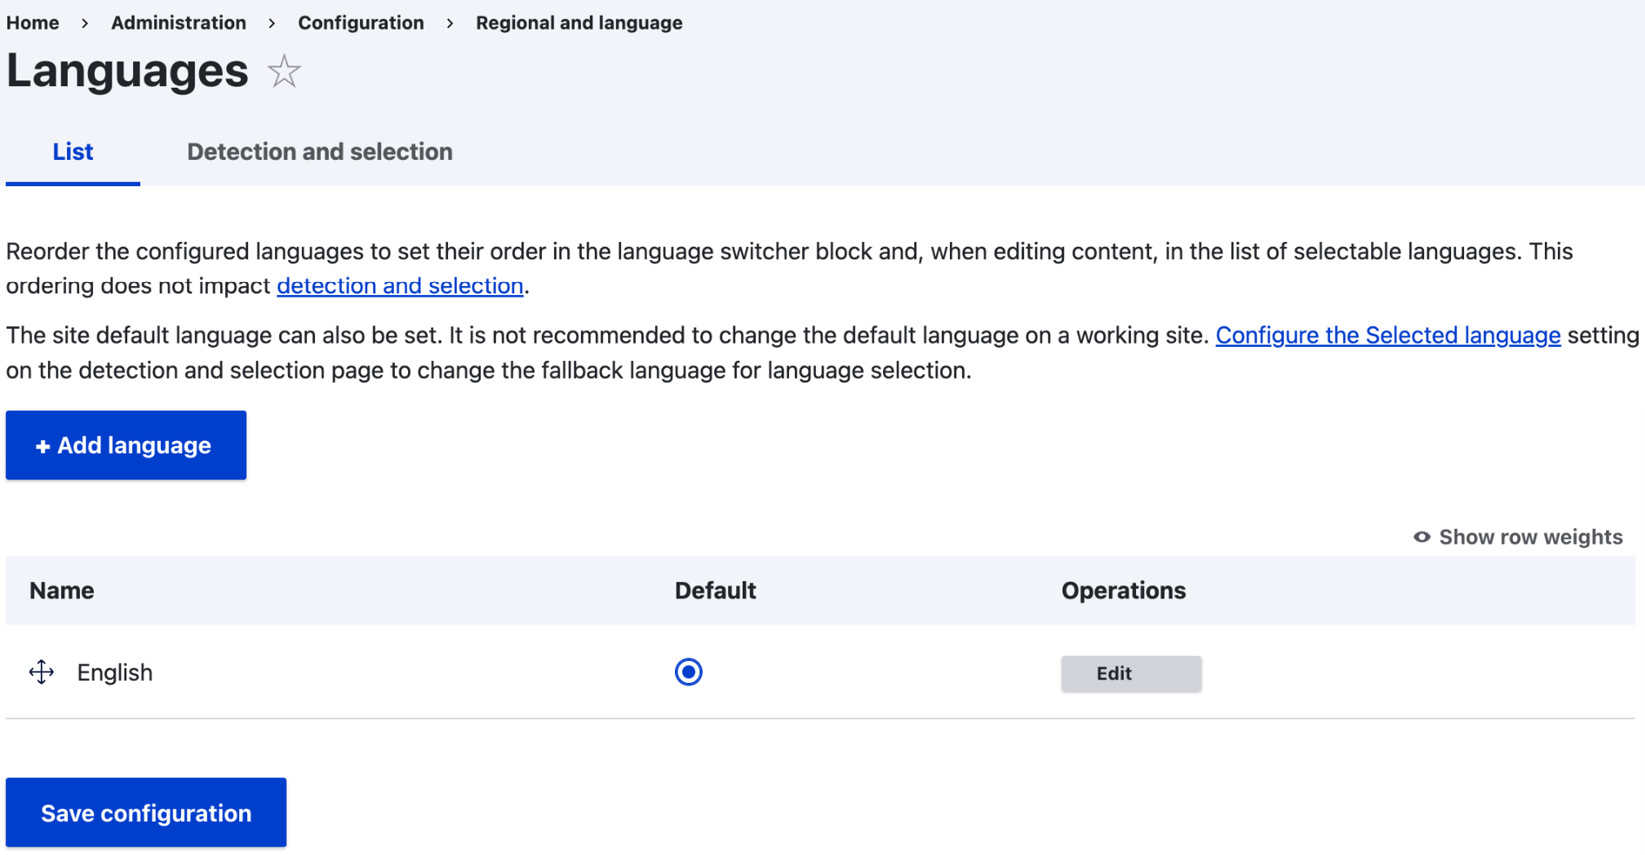 Home > Administration > Configuration > Regional and language
Languages
List Detection and selection
Reorder the configured languages to set their order in the language switcher block and, when editing content, in the list of selectable languages. This
ordering does not impact detection and selection.
The site default language can also be set. It is not recommended to change the default language on a working site. Configure the Selected language setting
on the detection and selection page to change the fallback language for language selection.
+ Add language
Show row weights
Name Default Operations
English Edit
Save configuration